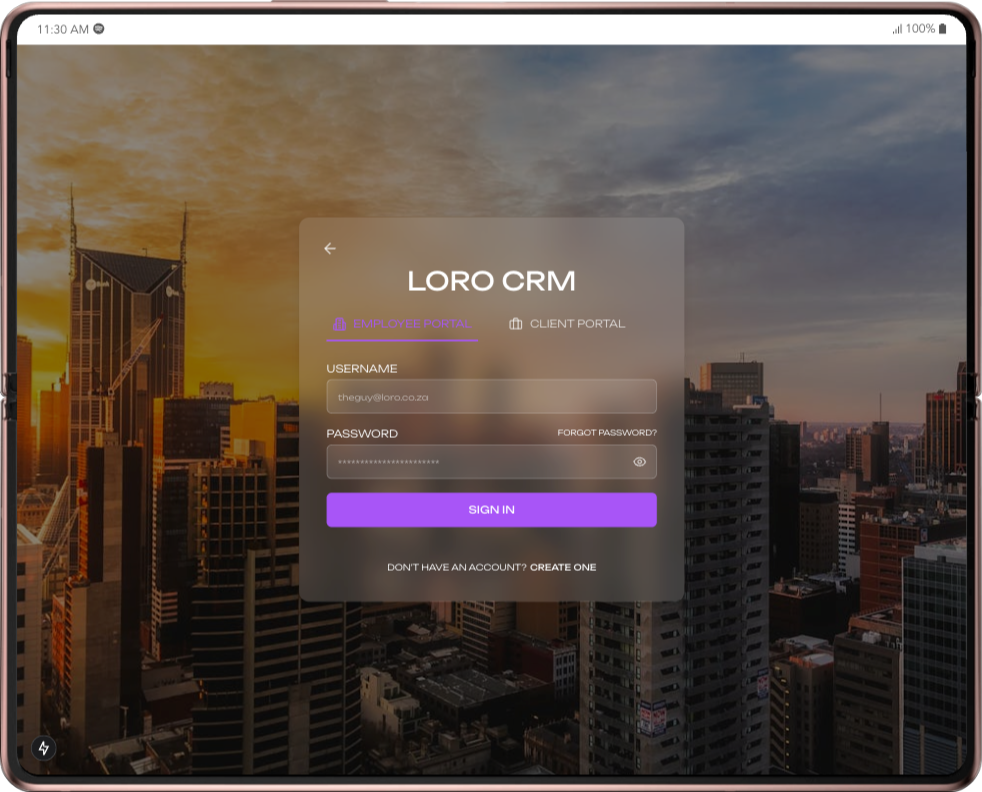 11:30 AM
100%
LORO CRM
EMPLOYEE PORTAL
CLIENT PORTAL
USERNAME
theguy@loro.co.za
PASSWORD
FORGOT PASSWORD?
***********************
SIGN IN
DON'T HAVE AN ACCOUNT? CREATE ONE